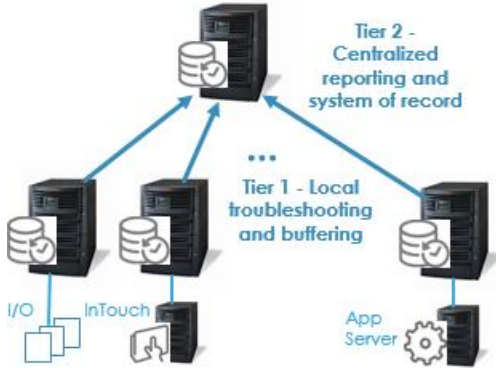 Tier 2 -
Centralized
reporting and
system of record
...
Tier 1 - Local
troubleshooting
and buffering
I/O
InTouch
App
Server